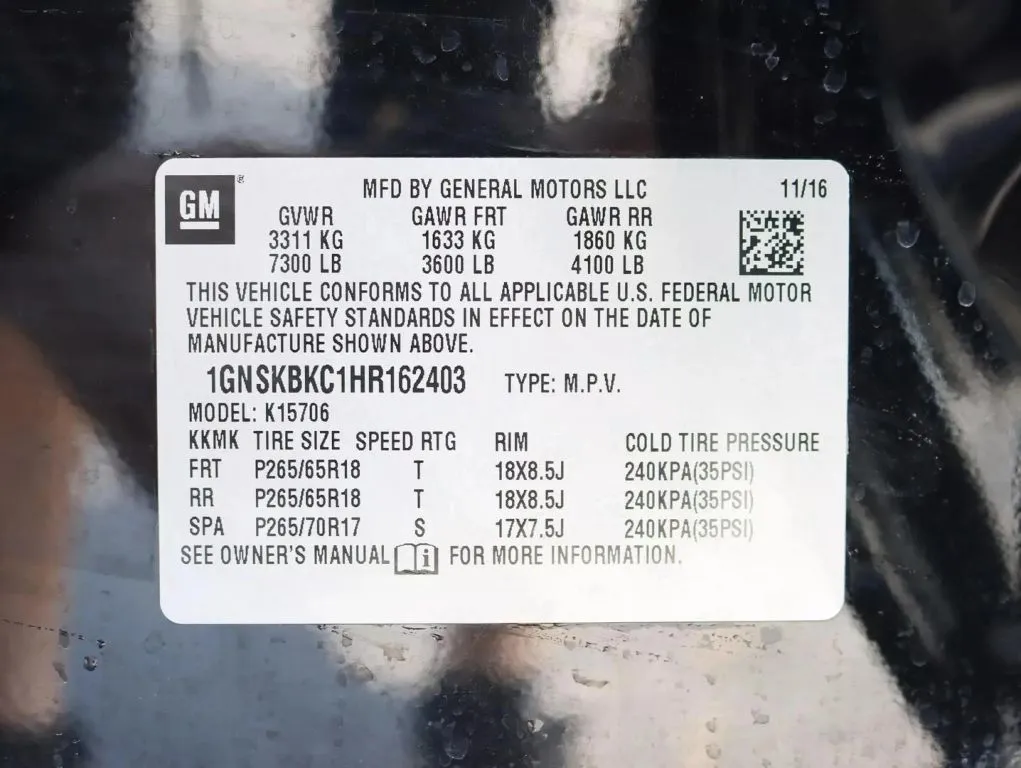 GM®
MFD BY GENERAL MOTORS LLC 11/16
GVWR GAWR FRT GAWR RR
3311 KG 1633 KG 1860 KG
7300 LB 3600 LB 4100 LB
THIS VEHICLE CONFORMS TO ALL APPLICABLE U.S. FEDERAL MOTOR
VEHICLE SAFETY STANDARDS IN EFFECT ON THE DATE OF
MANUFACTURE SHOWN ABOVE.
1GNSKBKC1HR162403 TYPE: M.P.V.
MODEL: K15706
KKMK TIRE SIZE SPEED RTG RIM COLD TIRE PRESSURE
FRT P265/65R18 T 18X8.5J 240KPA(35PSI)
RR P265/65R18 T 18X8.5J 240KPA(35PSI)
SPA P265/70R17 S 17X7.5J 240KPA(35PSI)
SEE OWNER'S MANUAL i FOR MORE INFORMATION.